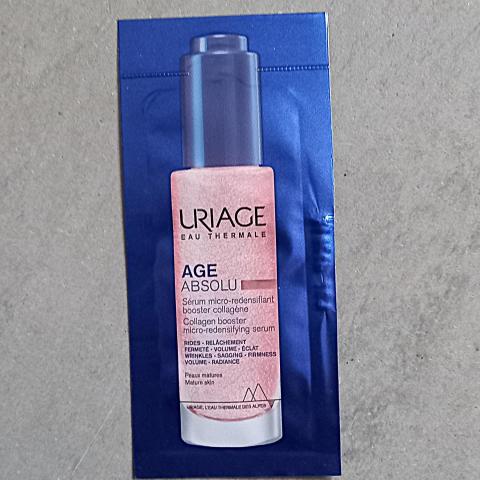 URIAGE
EAU THERMALE
AGE
ABSOLU
Sérum micro-redensifiant
booster collagène
Collagen booster
micro-redensifying serum
RIDES - RELÂCHEMENT
FERMETÉ - VOLUME - ÉCLAT
WRINKLES - SAGGING - FIRMNESS
VOLUME - RADIANCE
Peaux matures
Mature skin
URIAGE, L'EAU THERMALE DES ALPES